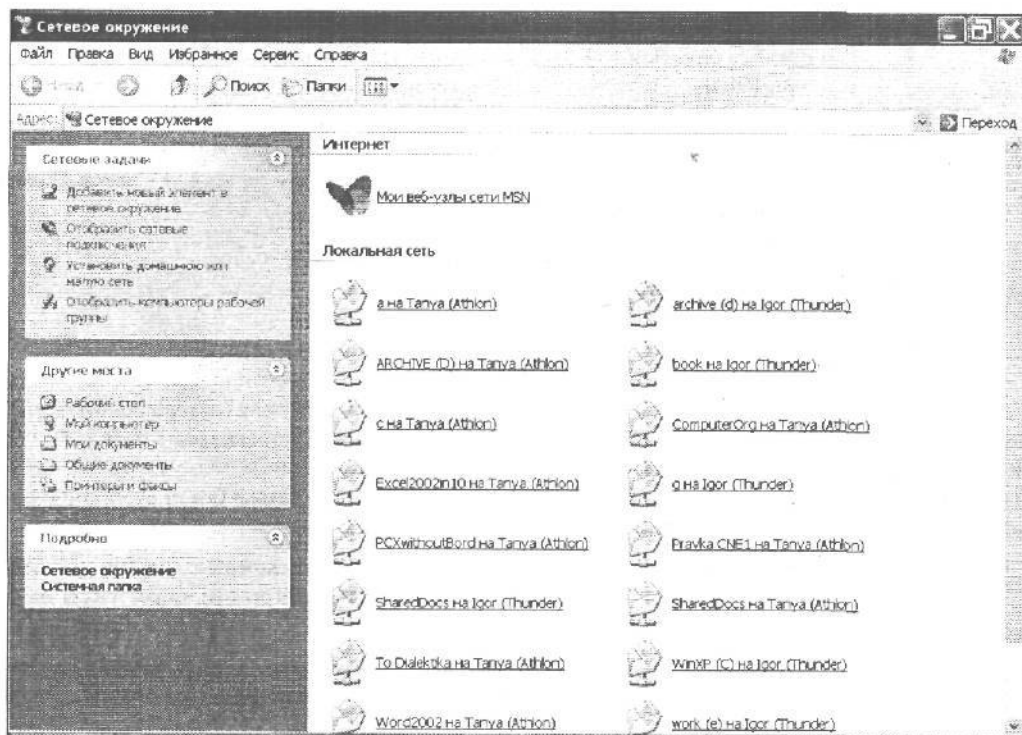 Сетевое окружение
Файл Правка Вид Избранное Сервис Справка
Назад Поиск Папки
Адрес: Сетевое окружение Переход
Сетевые задачи
Добавить новый элемент в
сетевое окружение
Отобразить сетевые
подключения
Установить домашнюю или
малую сеть
Отобразить компьютеры рабочей
группы
Другие места
Рабочий стол
Мой компьютер
Мои документы
Общие документы
Принтеры и факсы
Подробно
Сетевое окружение
Системная папка
Интернет
Мои веб-узлы сети MSN
Локальная сеть
a на Tanya (Athlon) archive (d) на Igor (Thunder)
ARCHIVE (D) на Tanya (Athlon) book на Igor (Thunder)
c на Tanya (Athlon) ComputerOrg на Tanya (Athlon)
Excel2002in10 на Tanya (Athlon) g на Igor (Thunder)
PCXwithoutBord на Tanya (Athlon) Pravka CNE1 на Tanya (Athlon)
SharedDocs на Igor (Thunder) SharedDocs на Tanya (Athlon)
To Dialektika на Tanya (Athlon) WinXP (C) на Igor (Thunder)
Word2002 на Tanya (Athlon) work (e) на Igor (Thunder)